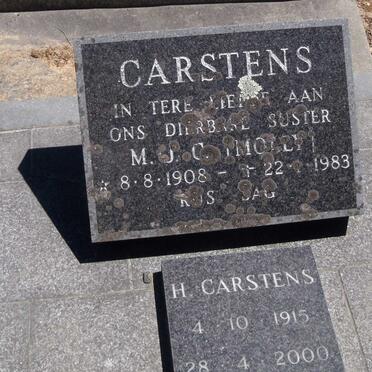 CARSTENS
IN TERE LIEFDE AAN
ONS DIERBARE SUSTER
M. J. C.
8·8·1908 – 22 1983
RUS SAG
H. CARSTENS
4 10 1915
28 4 2000